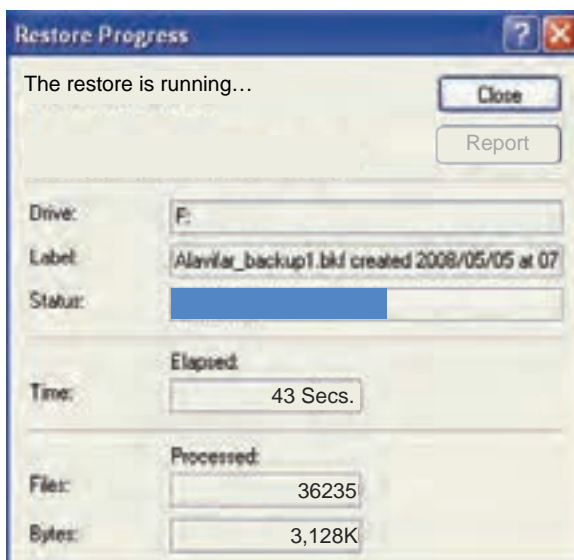 Restore Progress
The restore is running…
Close
Report
Drive: F:
Label: Alavilar_backup1.bkf created 2008/05/05 at 07
Status:
Elapsed:
Time: 43 Secs.
Processed:
Files: 36235
Bytes: 3,128K